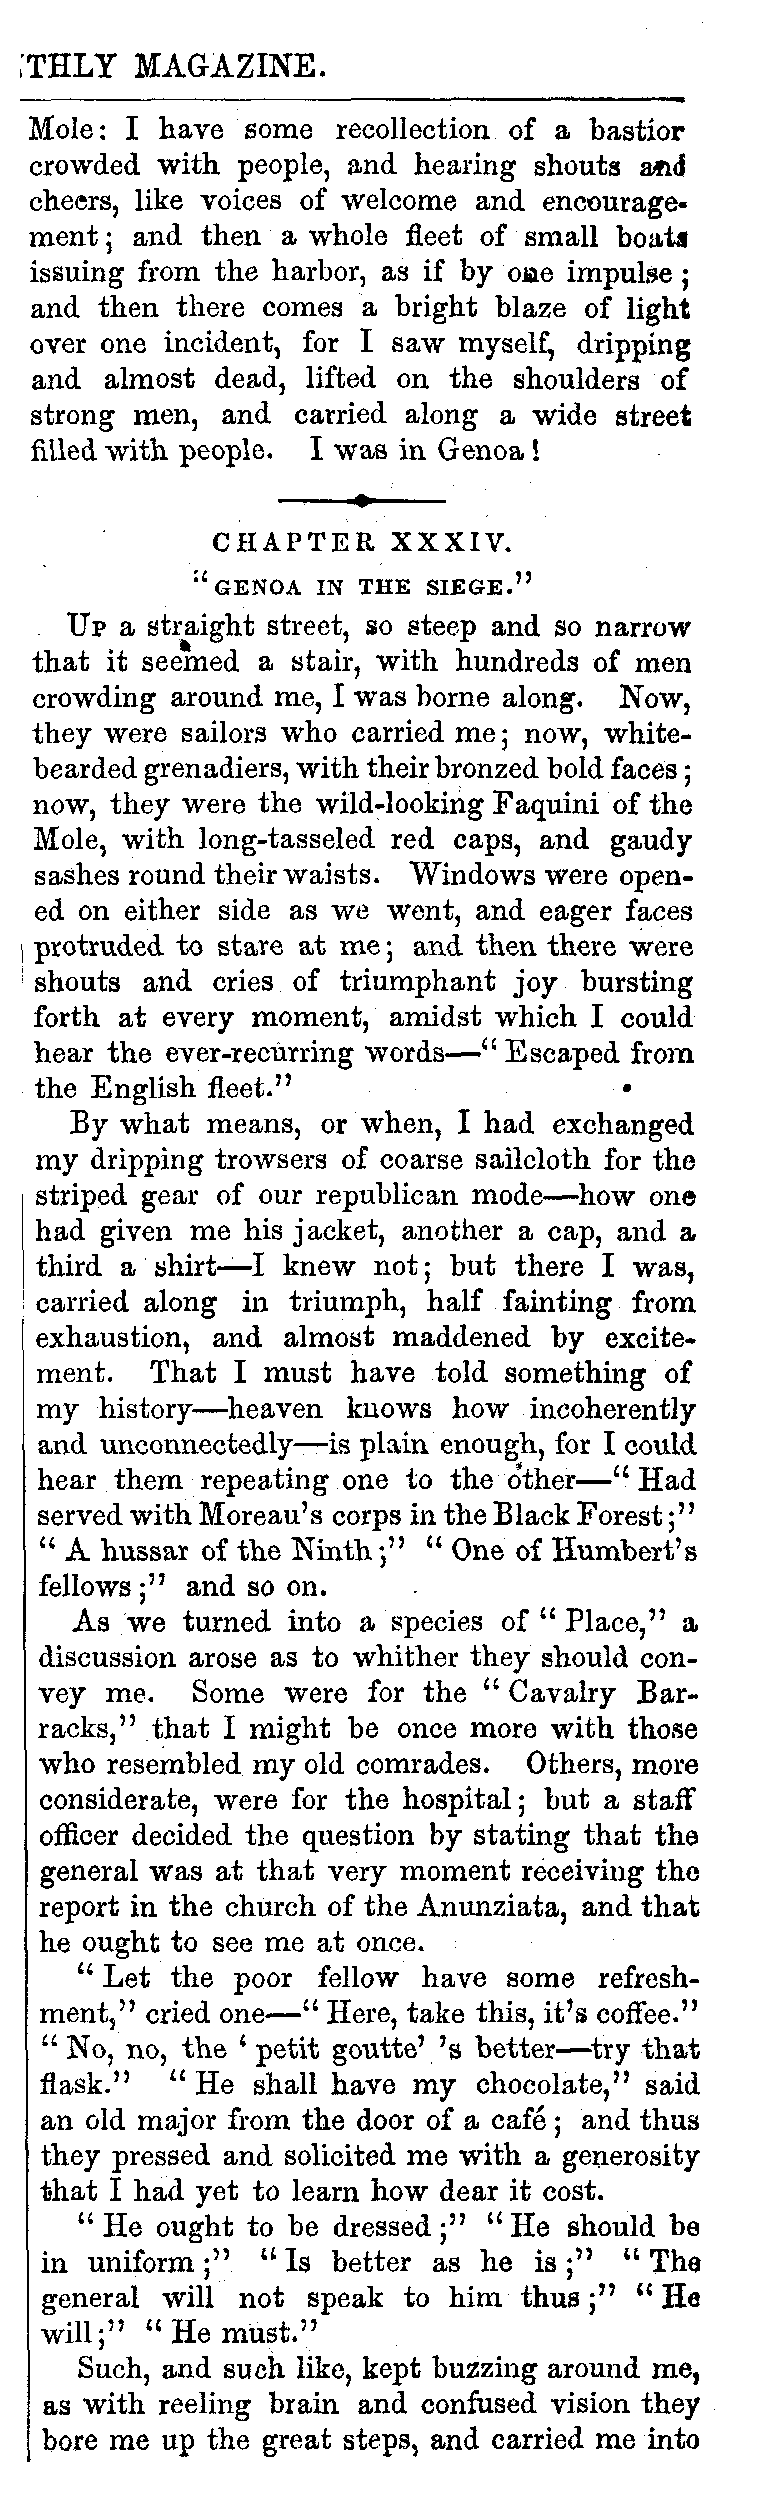 THLY MAGAZINE.
Mole: I have some recollection of a bastior
crowded with people, and hearing shouts and
cheers, like voices of welcome and encourage-
ment; and then a whole fleet of small boats
issuing from the harbor, as if by one impulse;
and then there comes a bright blaze of light
over one incident, for I saw myself, dripping
and almost dead, lifted on the shoulders of
strong men, and carried along a wide street
filled with people. I was in Genoa!
CHAPTER XXXIV.
"GENOA IN THE SIEGE."
UP a straight street, so steep and so narrow
that it seemed a stair, with hundreds of men
crowding around me, I was borne along. Now,
they were sailors who carried me; now, white-
bearded grenadiers, with their bronzed bold faces;
now, they were the wild-looking Faquini of the
Mole, with long-tasseled red caps, and gaudy
sashes round their waists. Windows were open-
ed on either side as we went, and eager faces
protruded to stare at me; and then there were
shouts and cries of triumphant joy bursting
forth at every moment, amidst which I could
hear the ever-recurring words—"Escaped from
the English fleet."
By what means, or when, I had exchanged
my dripping trowsers of coarse sailcloth for the
striped gear of our republican mode—how one
had given me his jacket, another a cap, and a
third a shirt—I knew not; but there I was,
carried along in triumph, half fainting from
exhaustion, and almost maddened by excite-
ment. That I must have told something of
my history—heaven knows how incoherently
and unconnectedly—is plain enough, for I could
hear them repeating one to the other—"Had
served with Moreau's corps in the Black Forest;"
"A hussar of the Ninth;" "One of Humbert's
fellows;" and so on.
As we turned into a species of "Place," a
discussion arose as to whither they should con-
vey me. Some were for the "Cavalry Bar-
racks," that I might be once more with those
who resembled my old comrades. Others, more
considerate, were for the hospital; but a staff
officer decided the question by stating that the
general was at that very moment receiving the
report in the church of the Anunziata, and that
he ought to see me at once.
"Let the poor fellow have some refresh-
ment," cried one—"Here, take this, it's coffee."
"No, no, the 'petit goutte' 's better—try that
flask." "He shall have my chocolate," said
an old major from the door of a café; and thus
they pressed and solicited me with a generosity
that I had yet to learn how dear it cost.
"He ought to be dressed;" "He should be
in uniform;" "Is better as he is;" "The
general will not speak to him thus;" "He
will;" "He must."
Such, and such like, kept buzzing around me,
as with reeling brain and confused vision they
bore me up the great steps, and carried me into